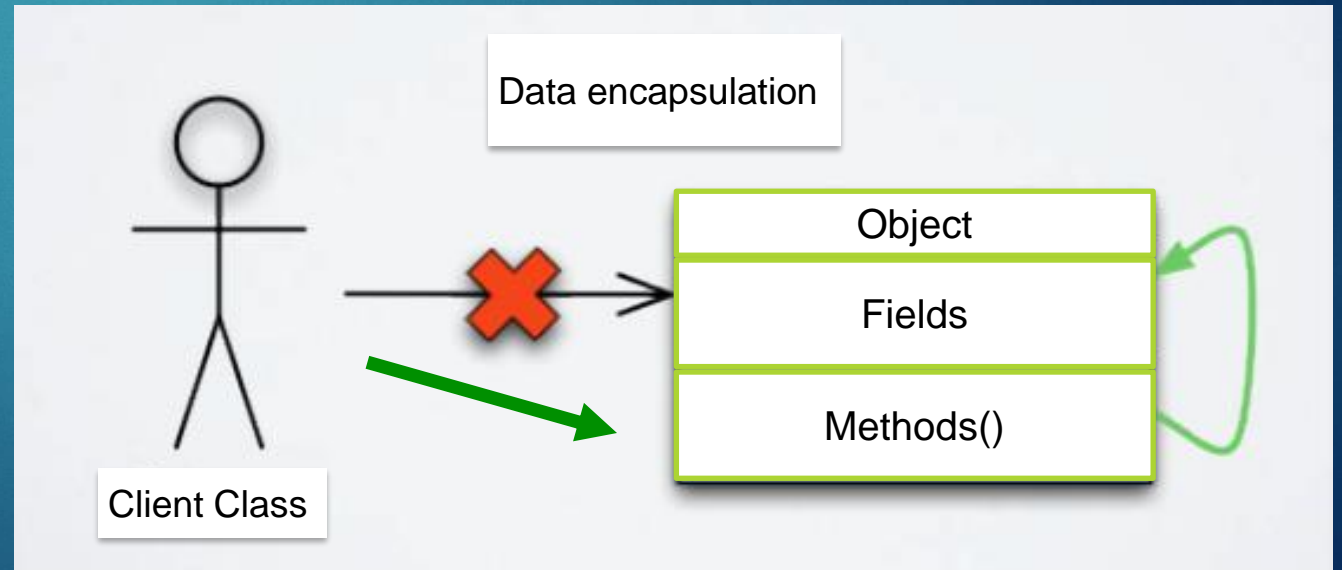 Data encapsulation
Object
Fields
Methods()
Client Class